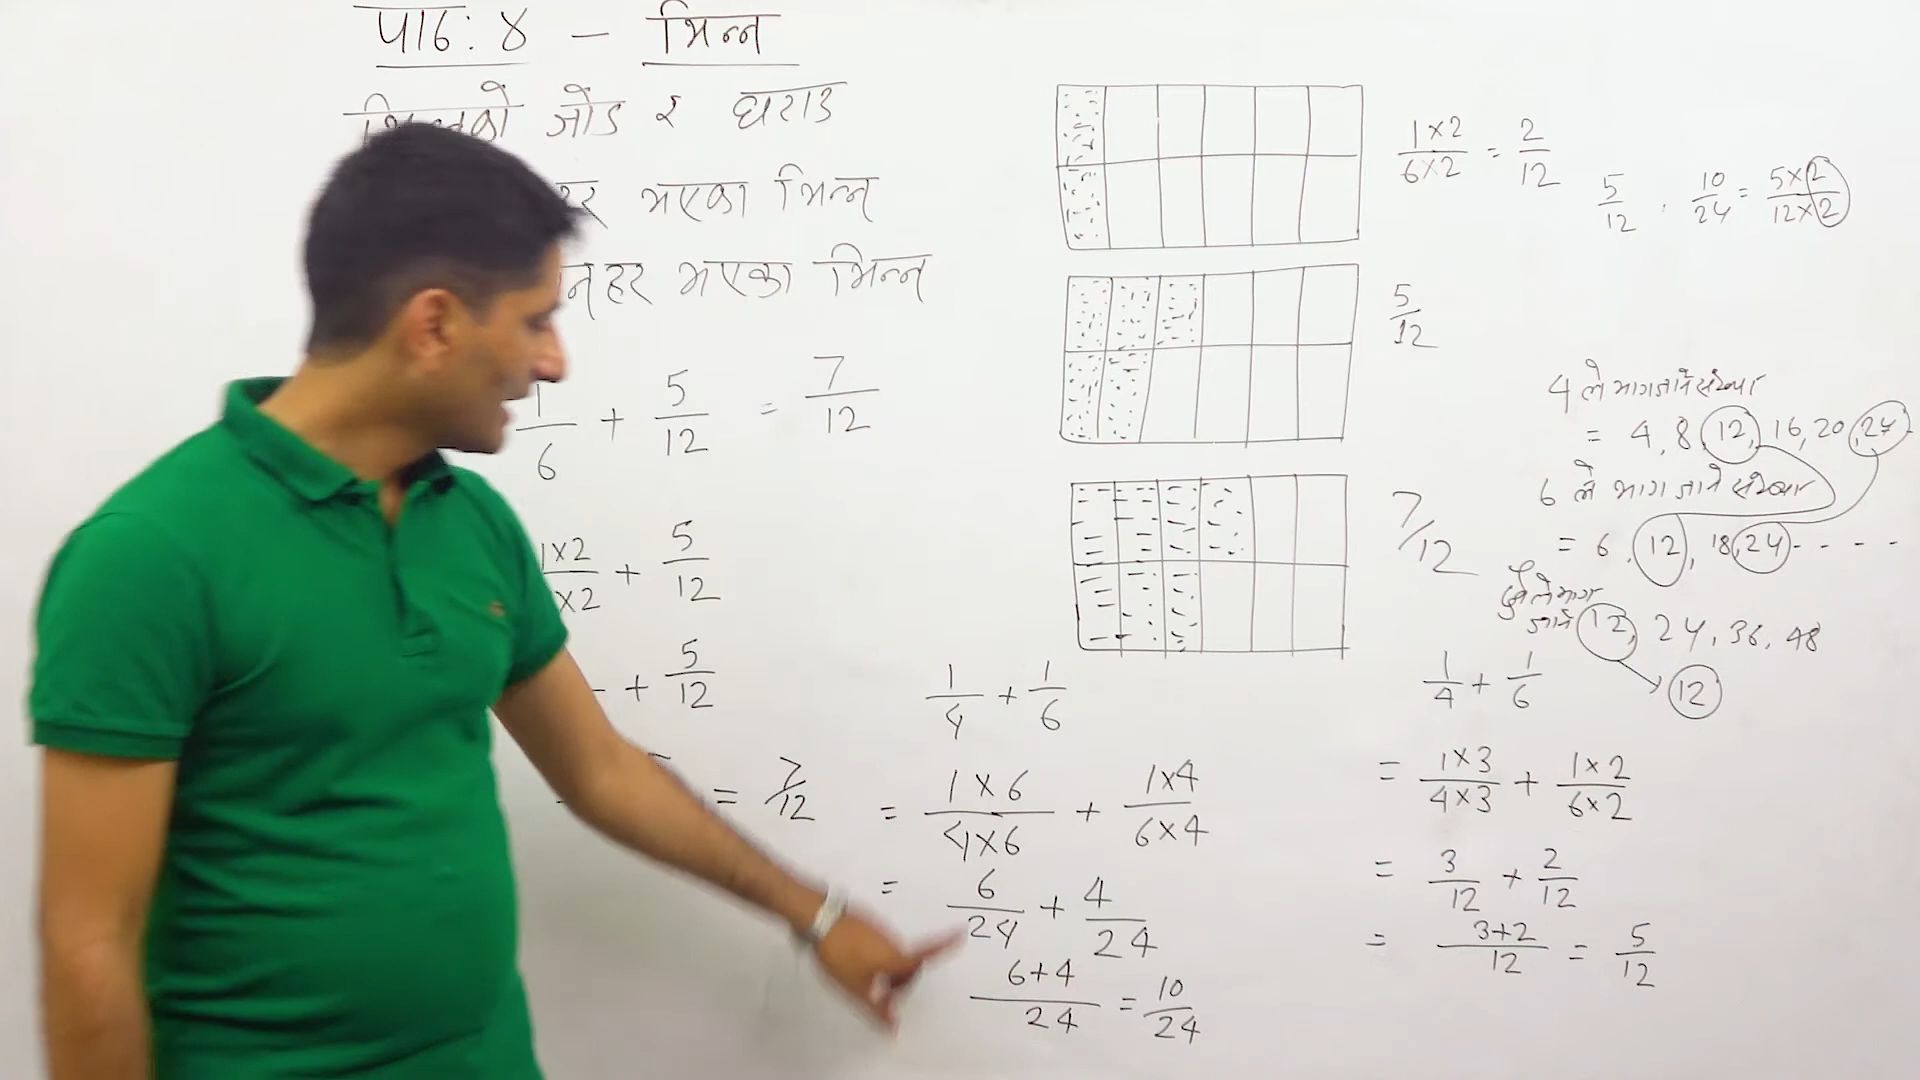 पाठ: ४ - भिन्न
जोड र घटाउ
भएका भिन्न
हर भएका भिन्न
1/6 + 5/12 = 7/12
1×2/×2 + 5/12
+ 5/12
= 7/12
1×2/6×2 = 2/12
5/12 . 10/24 = 5×2/12×2
5/12
7/12
4 ले भाग जाने संख्या
= 4, 8, 12, 16, 20, 24
6 ले भाग जाने संख्या
= 6, 12, 18, 24 - - - -
दुबैले भाग
जाने 12, 24, 36, 48
12
1/4 + 1/6
= 1×6/4×6 + 1×4/6×4
= 6/24 + 4/24
6+4/24 = 10/24
1/4 + 1/6
= 1×3/4×3 + 1×2/6×2
= 3/12 + 2/12
= 3+2/12 = 5/12